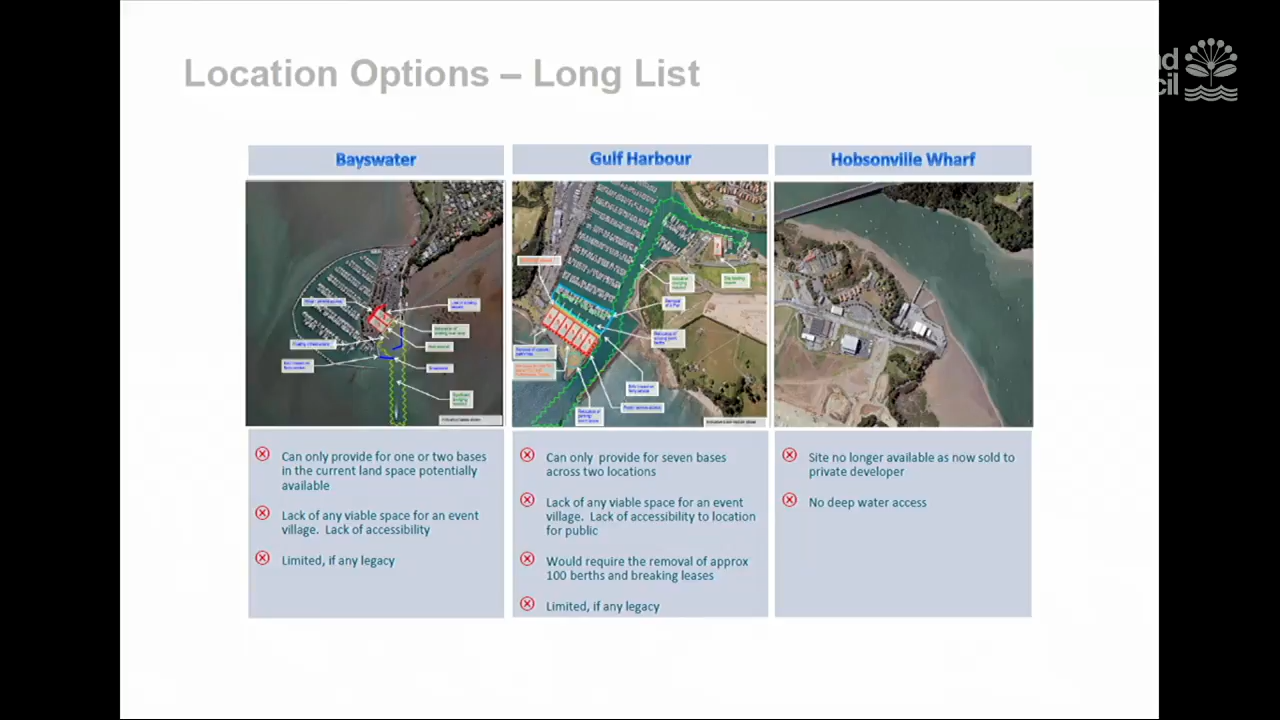 Location Options – Long List
Bayswater
Gulf Harbour
Hobsonville Wharf
Can only provide for one or two bases
in the current land space potentially
available
Lack of any viable space for an event
village. Lack of accessibility
Limited, if any legacy
Can only provide for seven bases
across two locations
Lack of any viable space for an event
village. Lack of accessibility to location
for public
Would require the removal of approx
100 berths and breaking leases
Limited, if any legacy
Site no longer available as now sold to
private developer
No deep water access